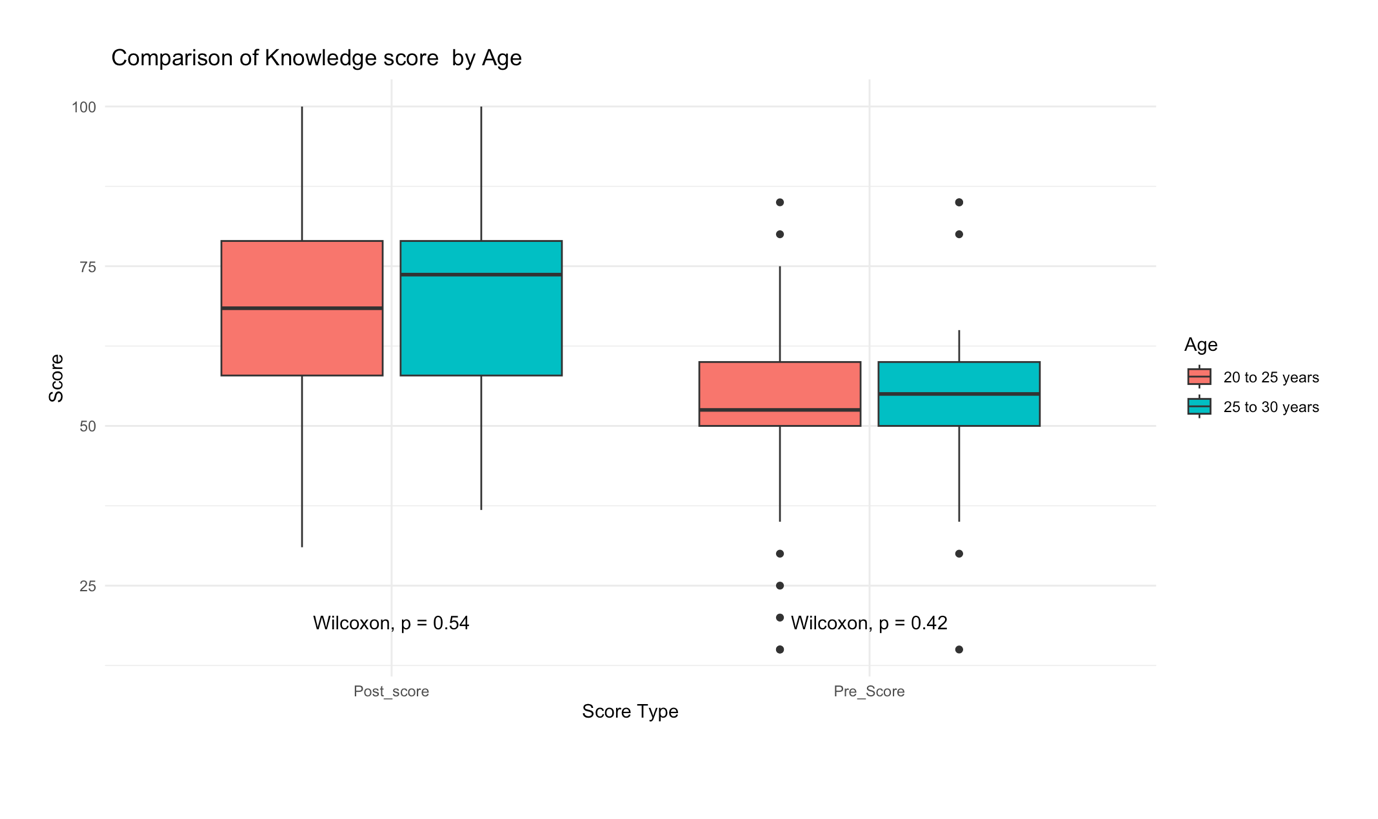 Comparison of Knowledge score  by Age
100
75
50
25
Score
Wilcoxon, p = 0.54
Wilcoxon, p = 0.42
Post_score
Pre_Score
Score Type
Age
20 to 25 years
25 to 30 years